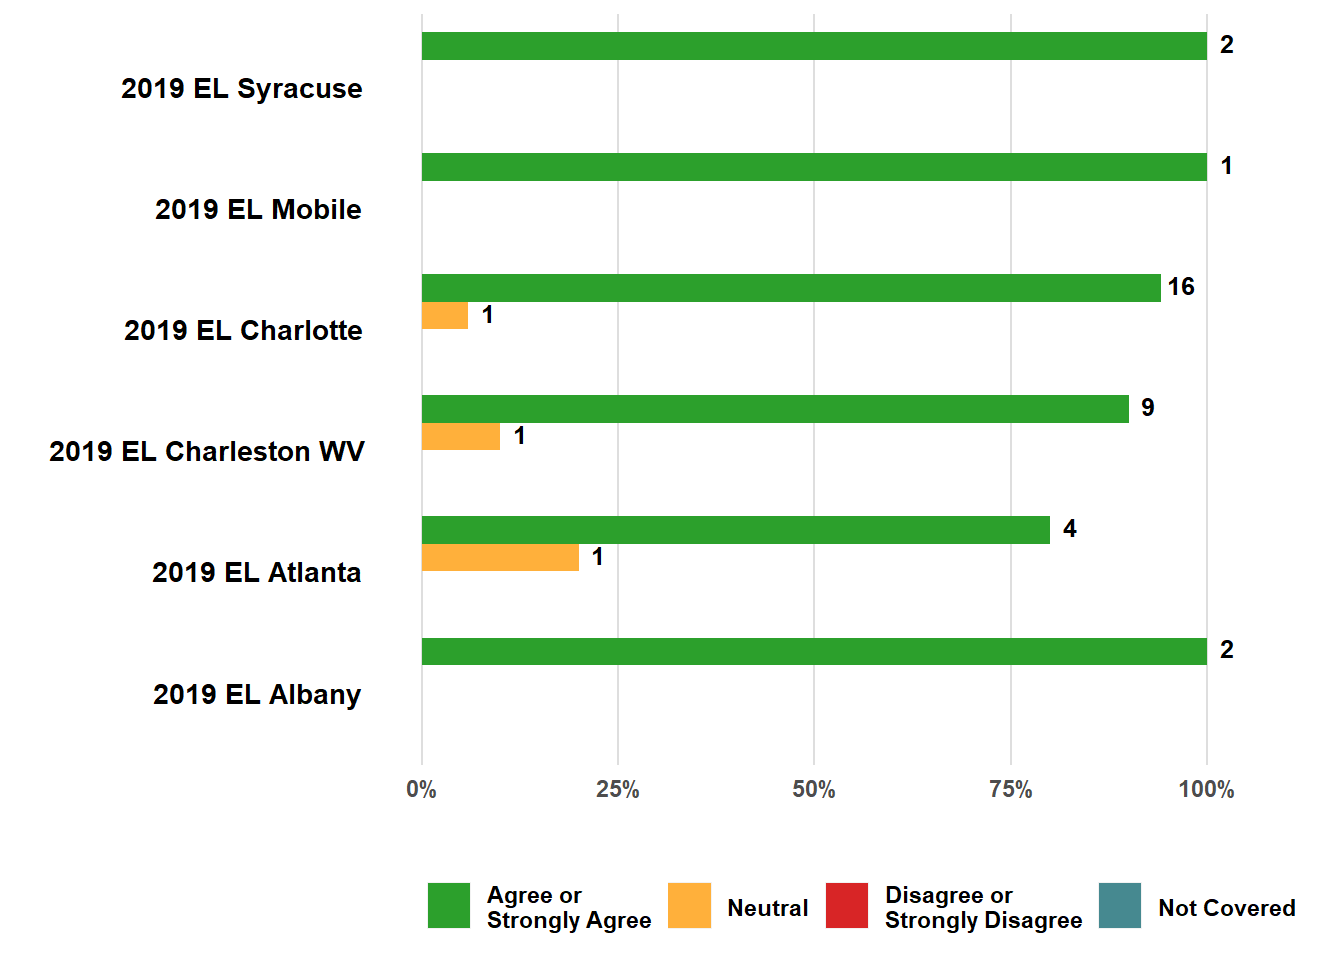 2
2019 EL Syracuse
1
2019 EL Mobile
16
1
2019 EL Charlotte
9
1
2019 EL Charleston WV
4
1
2019 EL Atlanta
2
2019 EL Albany
0% 25% 50% 75% 100%
Agree or
Strongly Agree
Neutral
Disagree or
Strongly Disagree
Not Covered